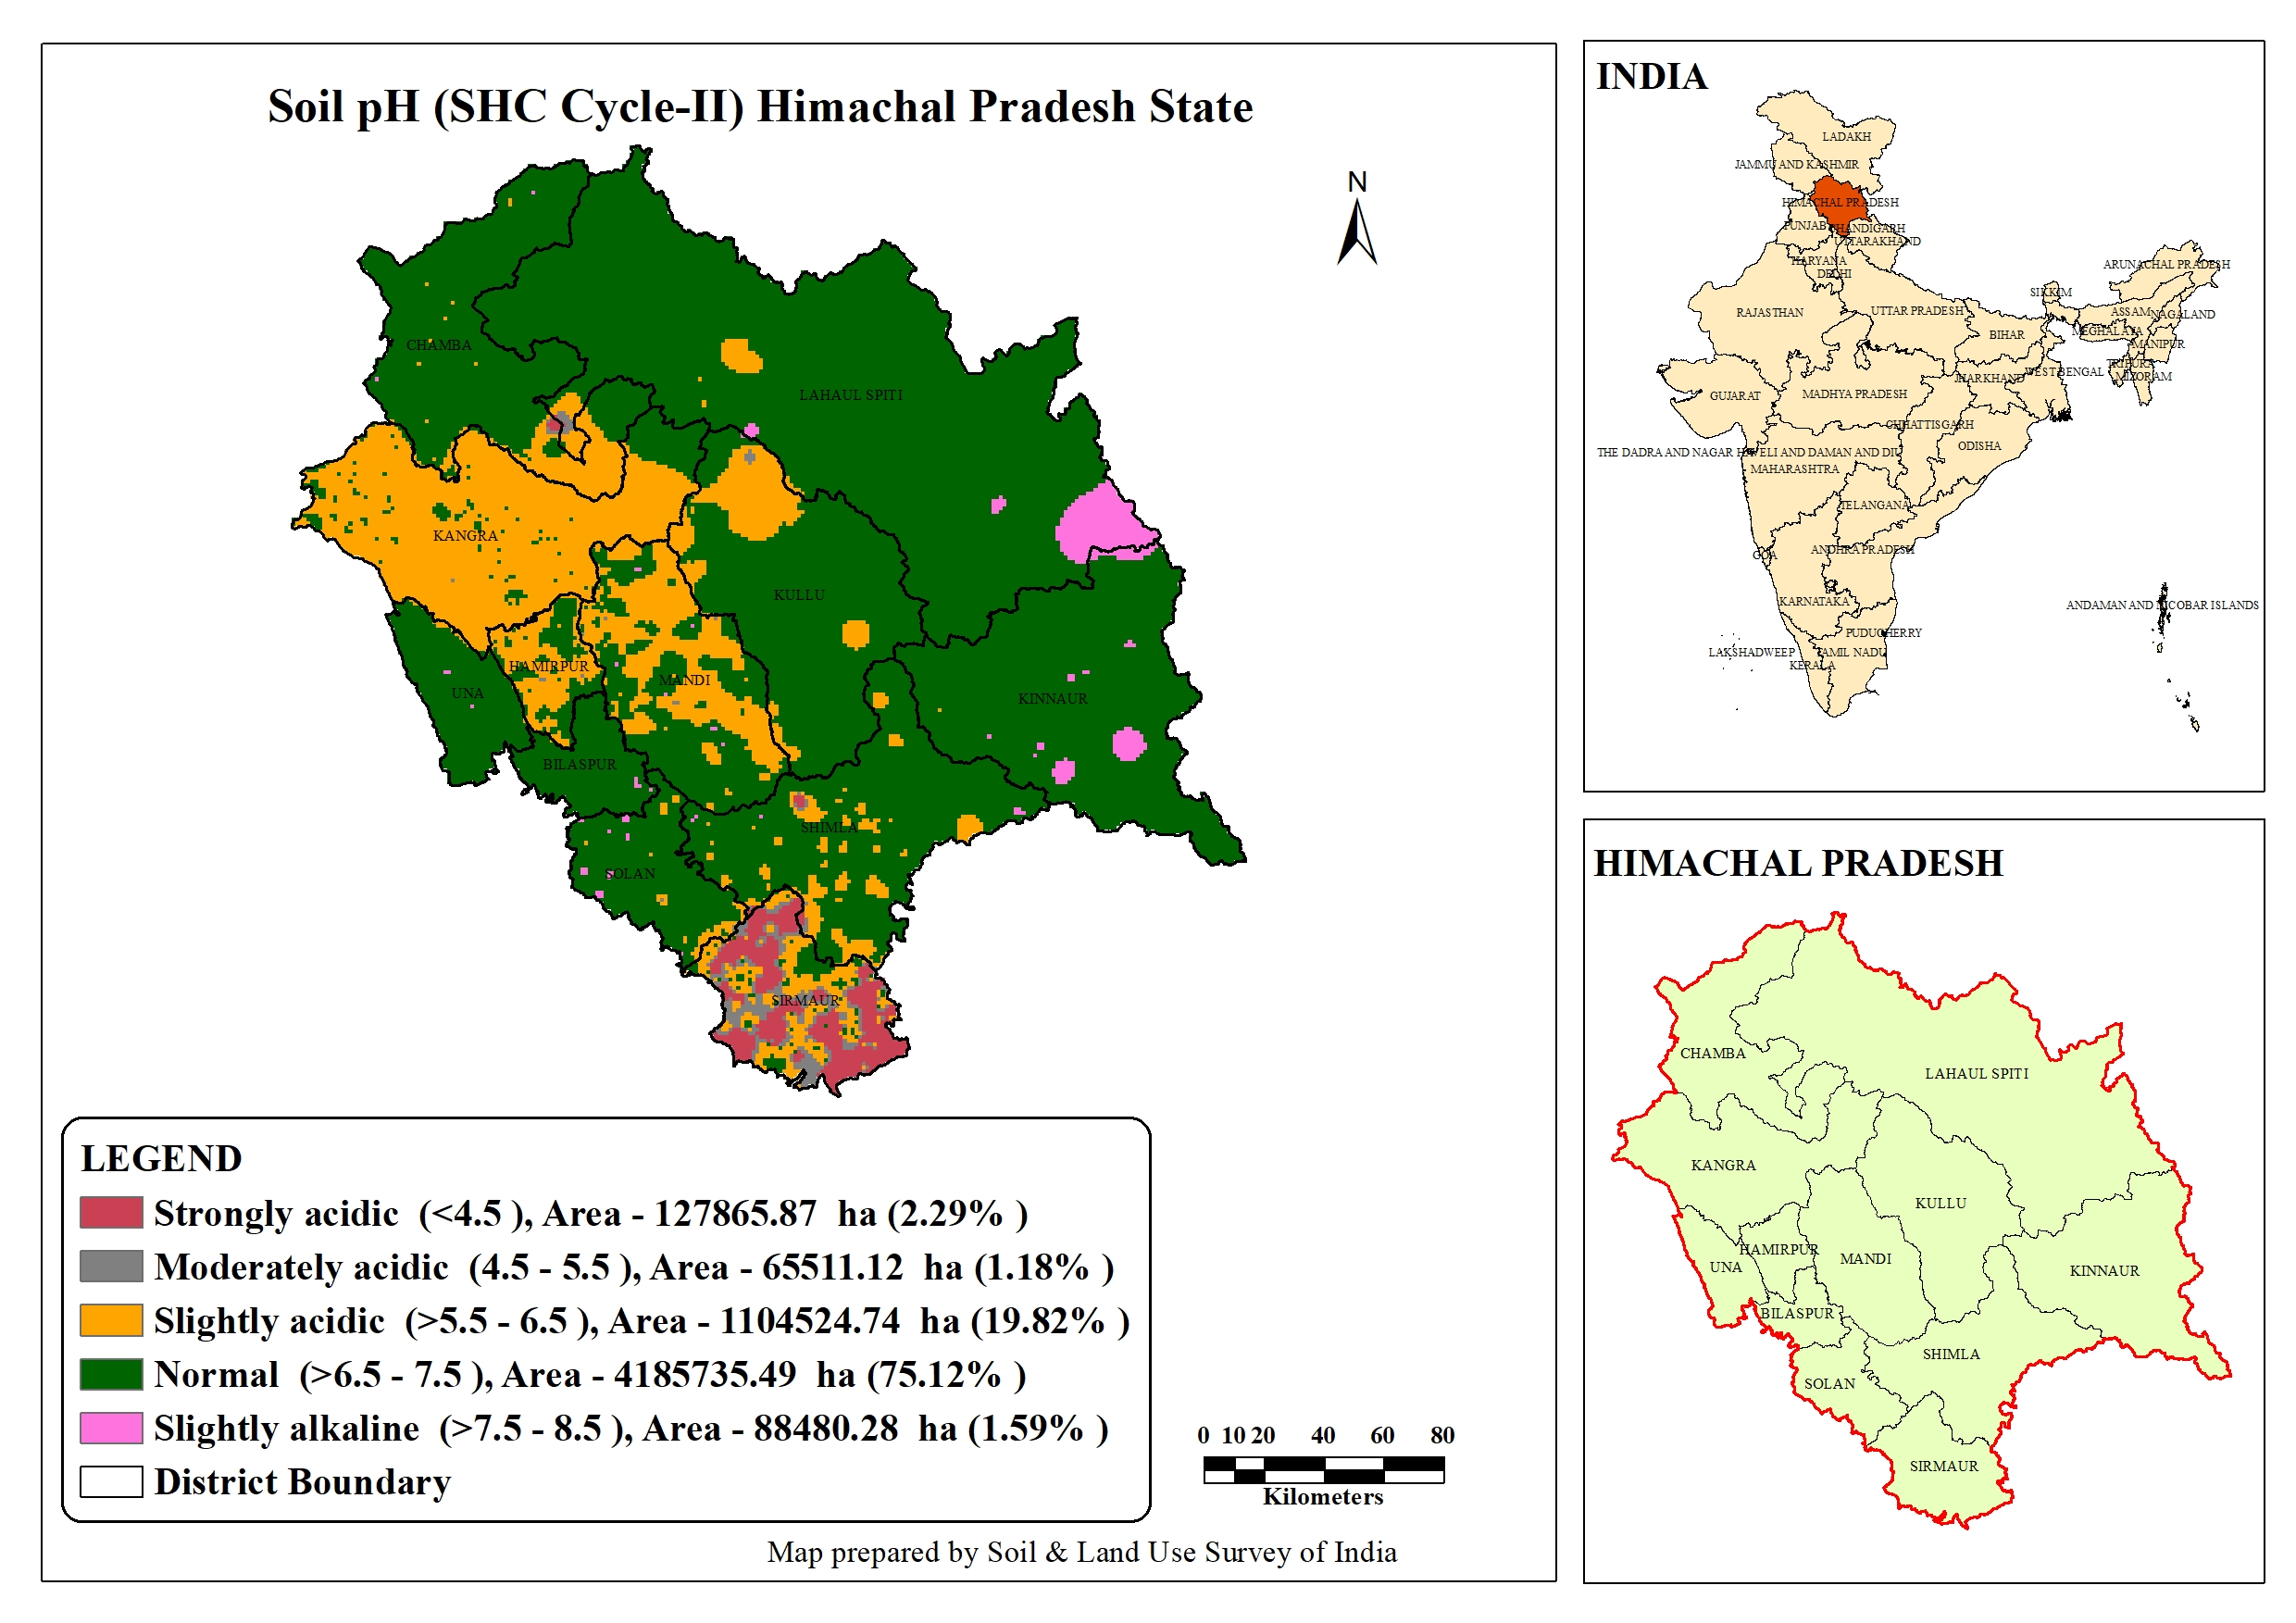 Soil pH (SHC Cycle-II) Himachal Pradesh State
N
CHAMBA
LAHAUL SPITI
KANGRA
KULLU
HAMIRPUR
MANDI
UNA
KINNAUR
BILASPUR
SHIMLA
SOLAN
SIRMAUR
LEGEND
Strongly acidic (<4.5 ), Area - 127865.87 ha (2.29% )
Moderately acidic (4.5 - 5.5 ), Area - 65511.12 ha (1.18% )
Slightly acidic (>5.5 - 6.5 ), Area - 1104524.74 ha (19.82% )
Normal (>6.5 - 7.5 ), Area - 4185735.49 ha (75.12% )
Slightly alkaline (>7.5 - 8.5 ), Area - 88480.28 ha (1.59% )
District Boundary
0 10 20 40 60 80
Kilometers
Map prepared by Soil & Land Use Survey of India
INDIA
LADAKH
JAMMU AND KASHMIR
HIMACHAL PRADESH
PUNJAB
CHANDIGARH
UTTARAKHAND
HARYANA
DELHI
ARUNACHAL PRADESH
SIKKIM
RAJASTHAN
UTTAR PRADESH
ASSAM
NAGALAND
BIHAR
MEGHALAYA
MANIPUR
TRIPURA
WEST BENGAL
MIZORAM
JHARKHAND
GUJARAT
MADHYA PRADESH
CHHATTISGARH
ODISHA
THE DADRA AND NAGAR HAVELI AND DAMAN AND DIU
MAHARASHTRA
TELANGANA
GOA
ANDHRA PRADESH
KARNATAKA
ANDAMAN AND NICOBAR ISLANDS
PUDUCHERRY
LAKSHADWEEP
TAMIL NADU
KERALA
HIMACHAL PRADESH
CHAMBA
LAHAUL SPITI
KANGRA
KULLU
HAMIRPUR
MANDI
UNA
KINNAUR
BILASPUR
SHIMLA
SOLAN
SIRMAUR